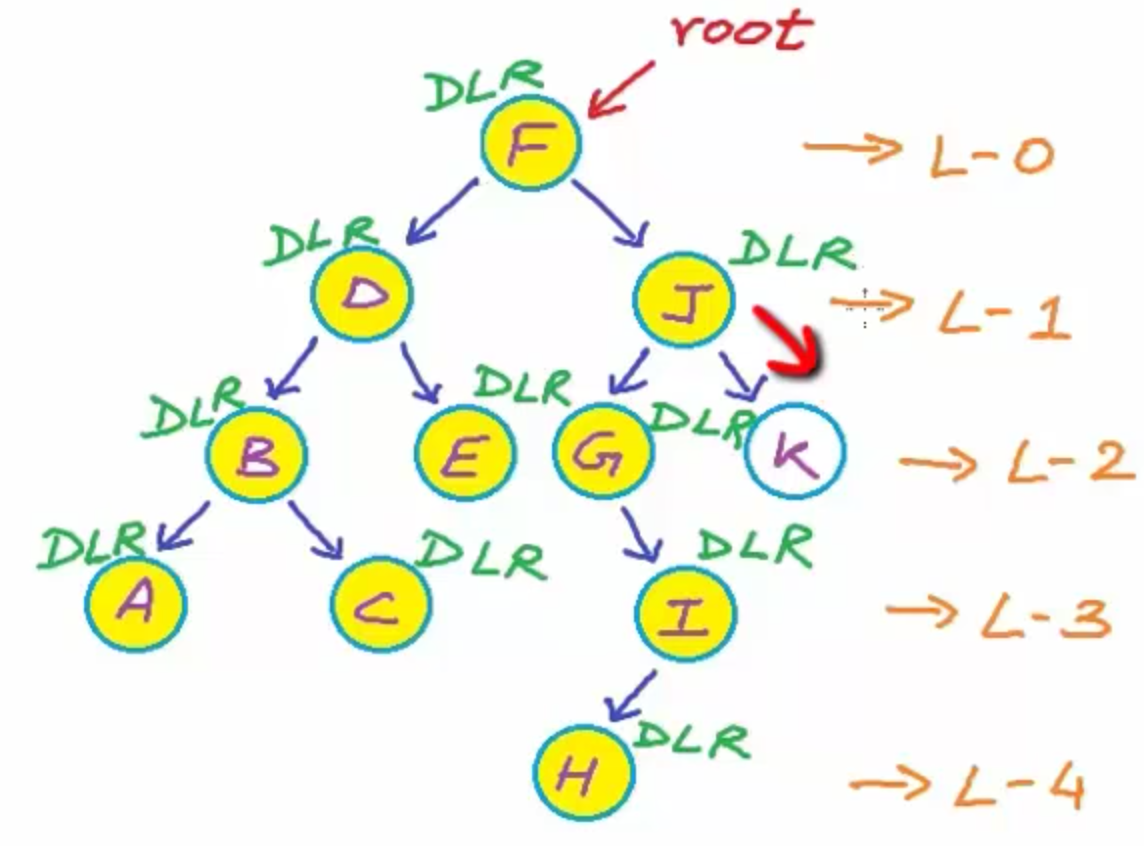 root
DLR
F
→ L-0
DLR
DLR
D
J
→ L-1
DLR
DLR
DLR
B
E
G
K
→ L-2
DLR
DLR
DLR
A
C
I
→ L-3
DLR
H
→ L-4